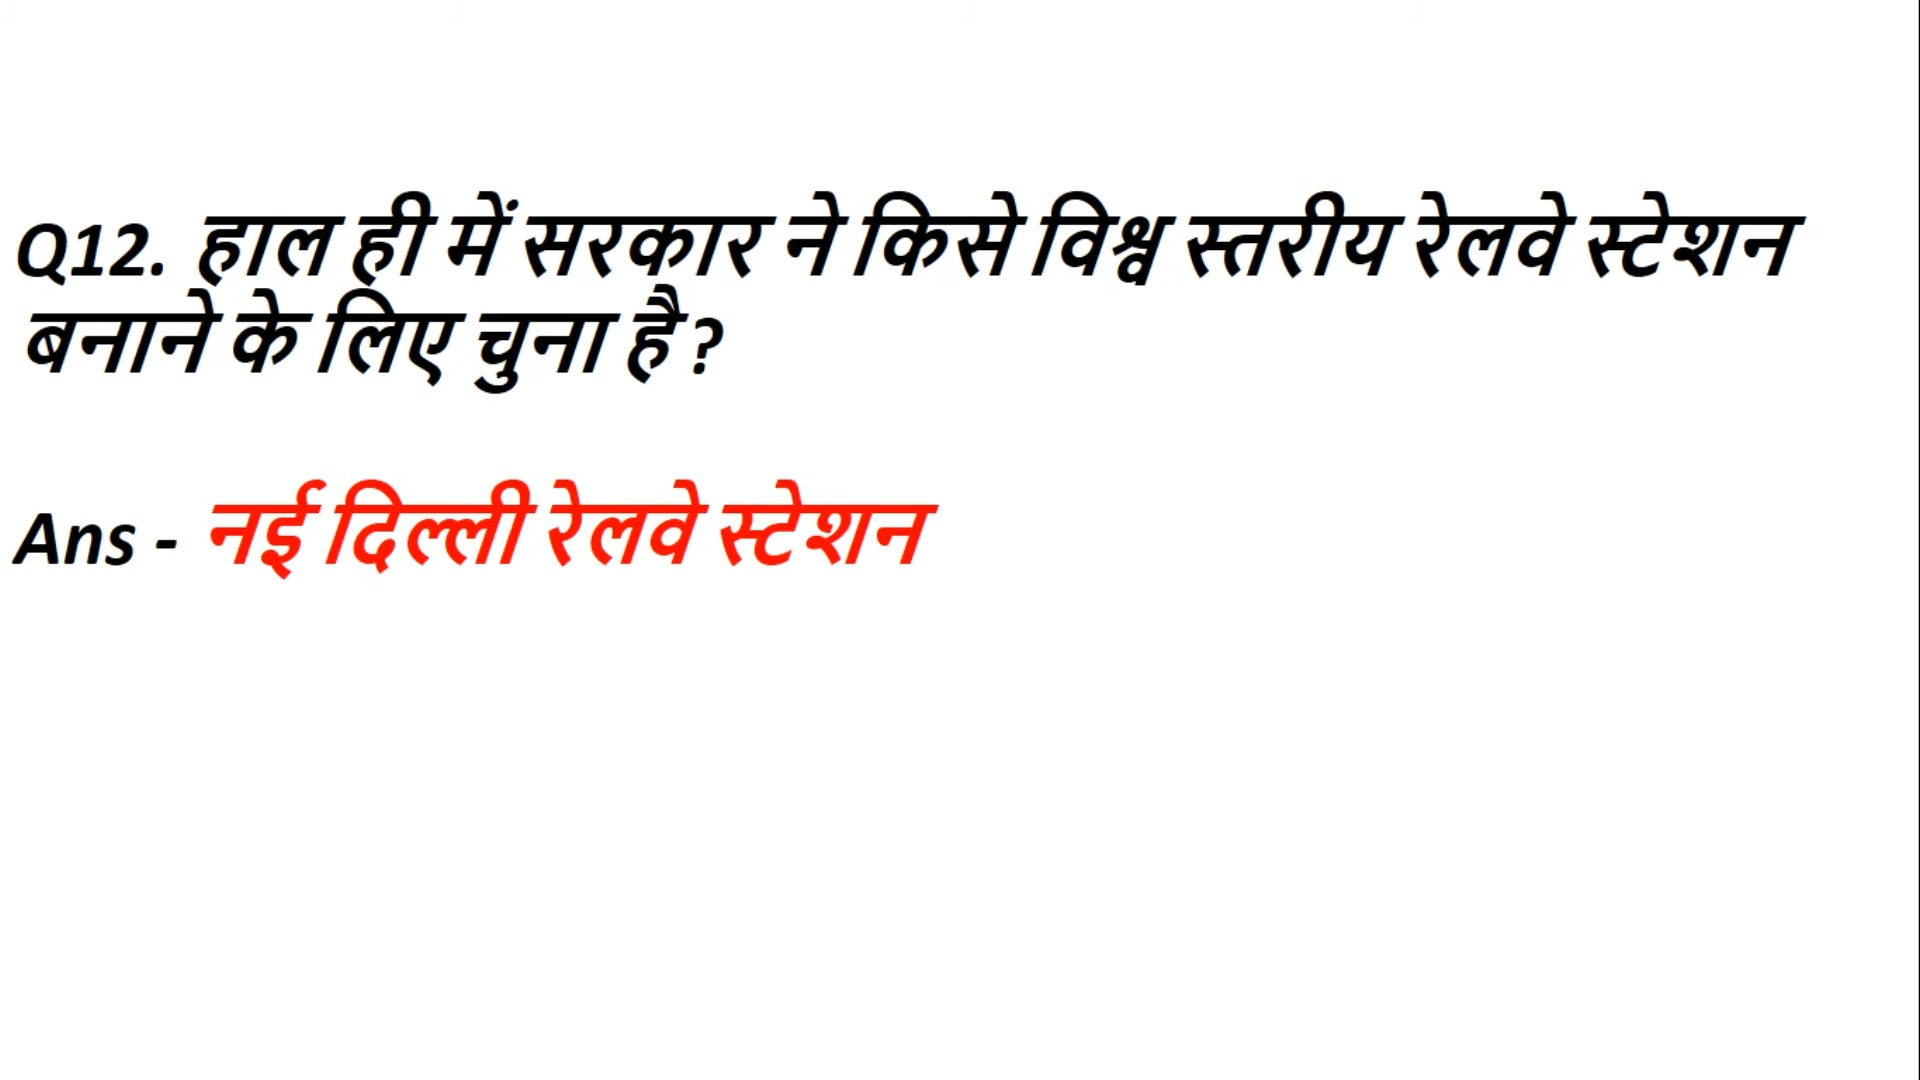 Q12. हाल ही में सरकार ने किसे विश्व स्तरीय रेलवे स्टेशन
बनाने के लिए चुना है ?
Ans - नई दिल्ली रेलवे स्टेशन